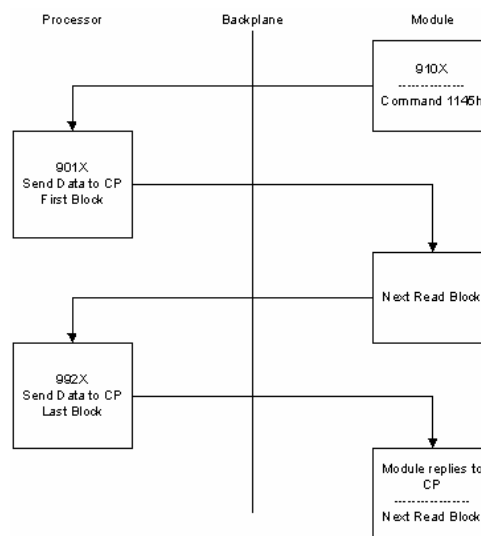 Processor Backplane Module
910X
Command 1145h
901X
Send Data to CP
First Block
Next Read Block
992X
Send Data to CP
Last Block
Module replies to
CP
Next Read Block